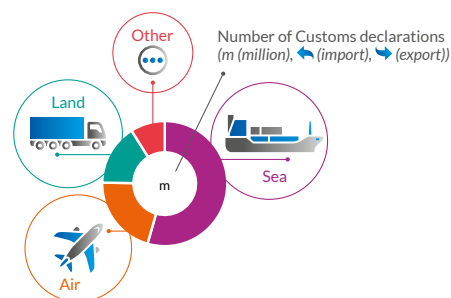 Other
Number of Customs declarations
(m (million), (import), (export))
Land
m
Sea
Air